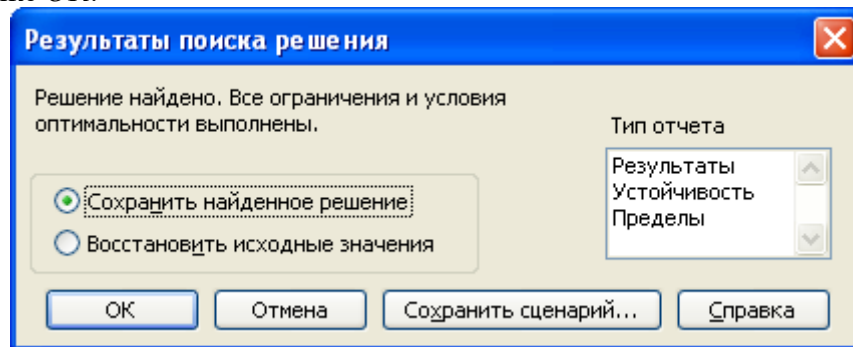 Результаты поиска решения
Решение найдено. Все ограничения и условия
оптимальности выполнены.
Тип отчета
Результаты
Устойчивость
Пределы
Сохранить найденное решение
Восстановить исходные значения
ОК
Отмена
Сохранить сценарий...
Справка